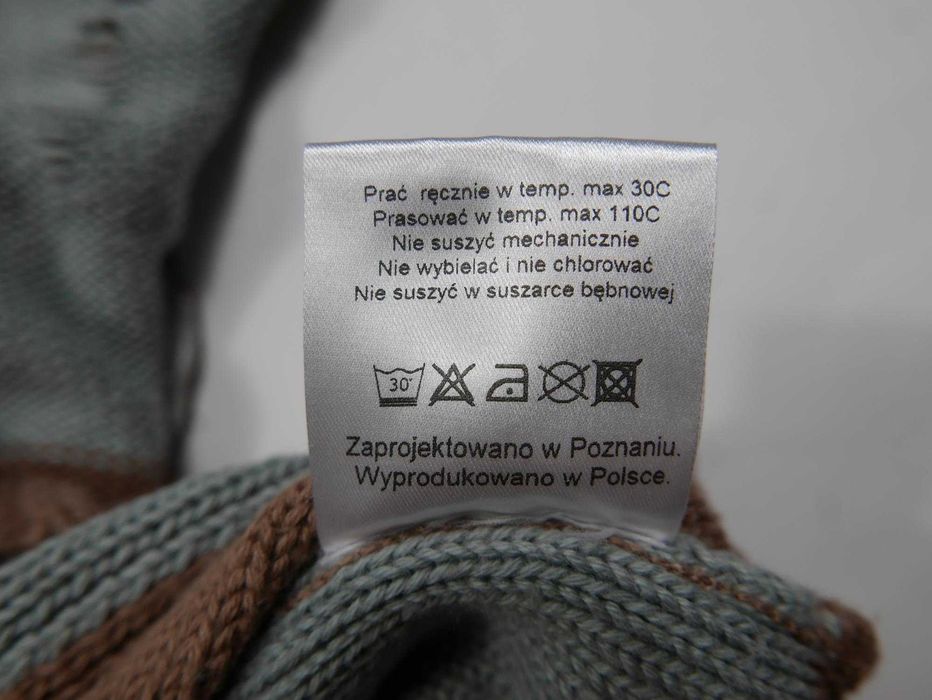 Prać ręcznie w temp. max 30C
Prasować w temp. max 110C
Nie suszyć mechanicznie
Nie wybielać i nie chlorować
Nie suszyć w suszarce bębnowej
30°
Zaprojektowano w Poznaniu.
Wyprodukowano w Polsce.